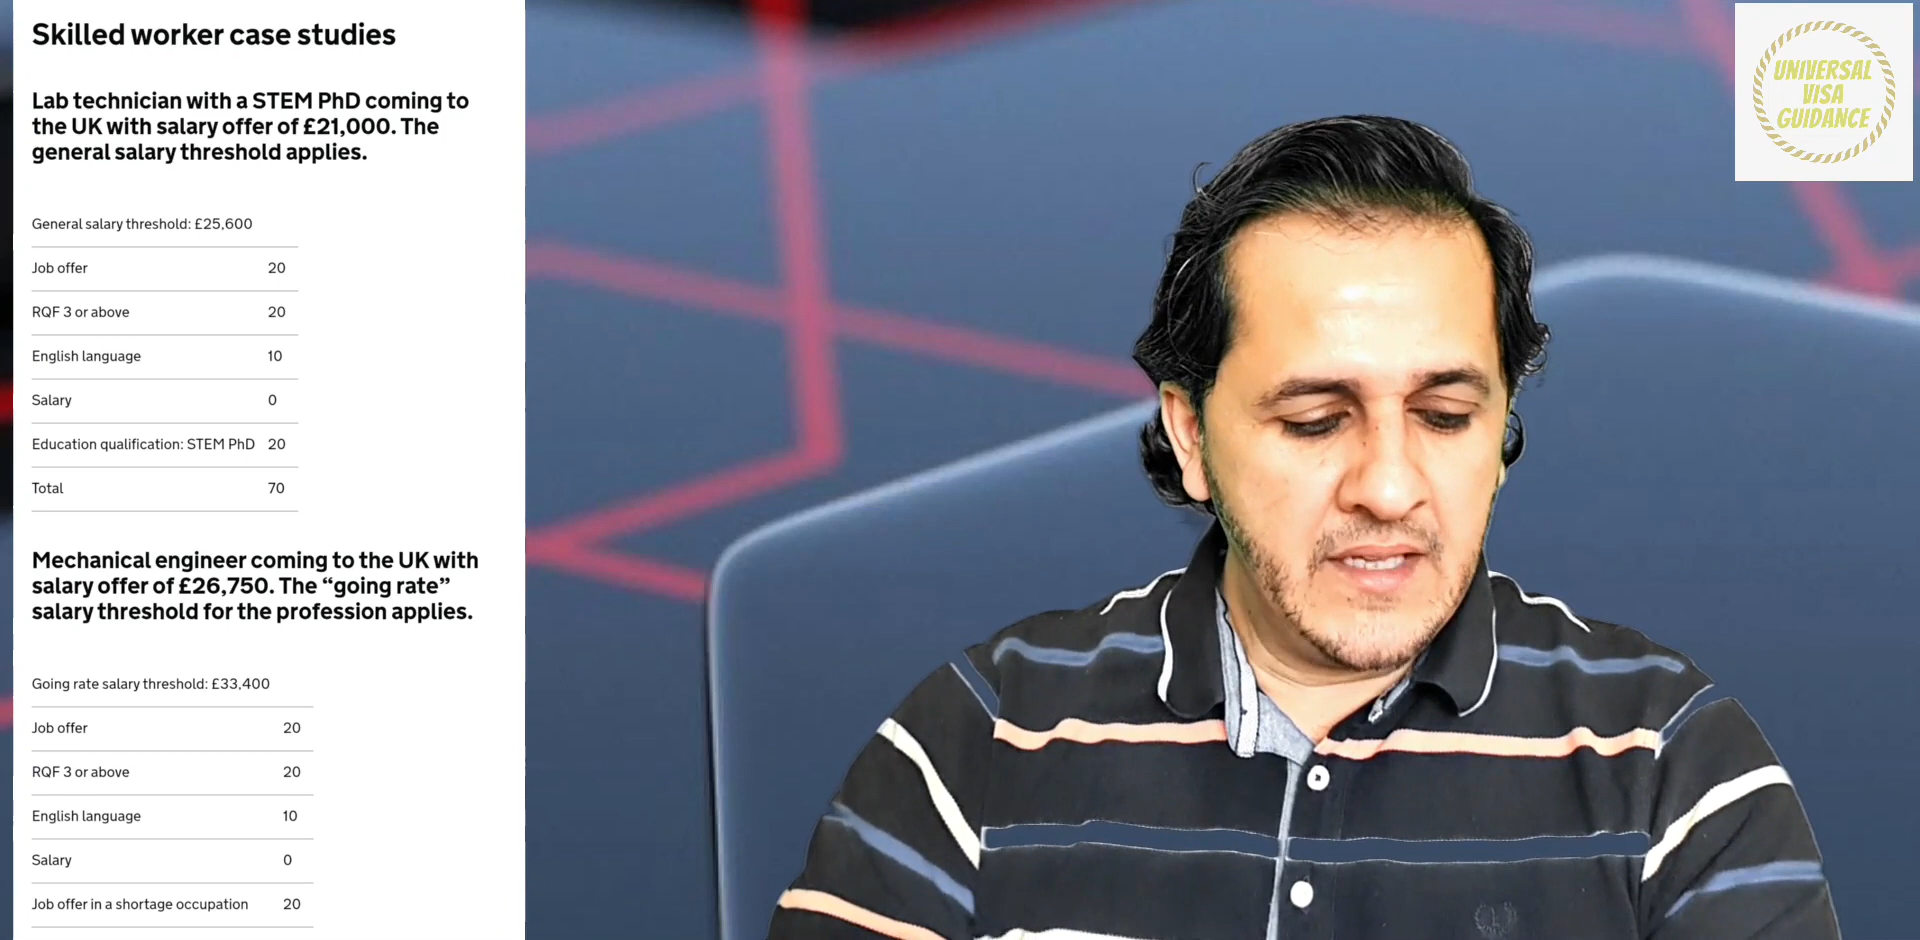 Skilled worker case studies
Lab technician with a STEM PhD coming to
the UK with salary offer of £21,000. The
general salary threshold applies.
General salary threshold: £25,600
Job offer 20
RQF 3 or above 20
English language 10
Salary 0
Education qualification: STEM PhD 20
Total 70
Mechanical engineer coming to the UK with
salary offer of £26,750. The “going rate”
salary threshold for the profession applies.
Going rate salary threshold: £33,400
Job offer 20
RQF 3 or above 20
English language 10
Salary 0
Job offer in a shortage occupation 20
UNIVERSAL
VISA
GUIDANCE